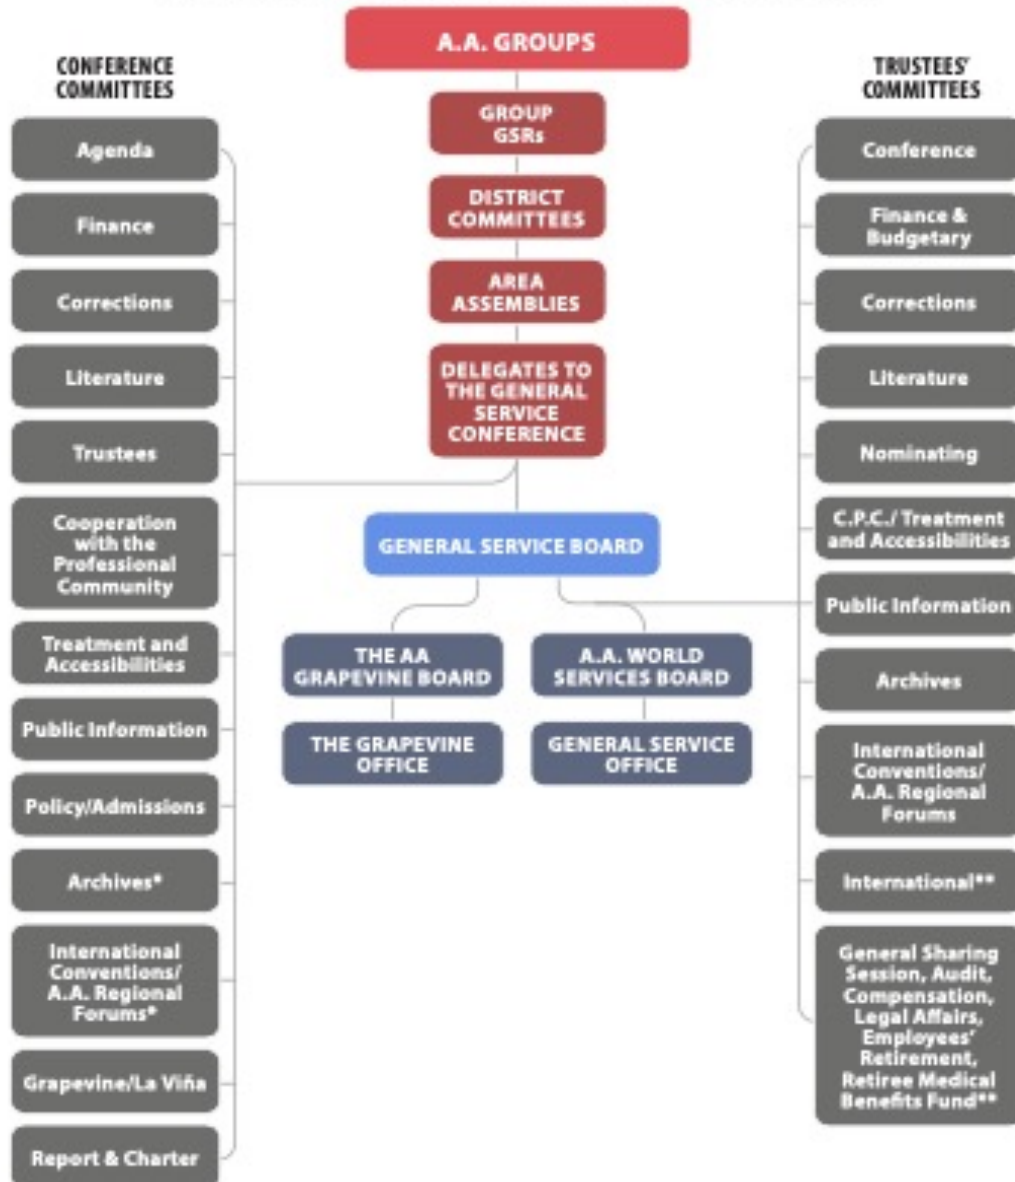 A.A. GROUPS
CONFERENCE
COMMITTEES
Agenda
Finance
Corrections
Literature
Trustees
Cooperation
with the
Professional
Community
Treatment and
Accessibilities
Public Information
Policy/Admissions
Archives*
International
Conventions/
A.A. Regional
Forums*
Grapevine/La Viña
Report & Charter
GROUP
GSRs
DISTRICT
COMMITTEES
AREA
ASSEMBLIES
DELEGATES TO
THE GENERAL
SERVICE
CONFERENCE
GENERAL SERVICE BOARD
THE AA
GRAPEVINE BOARD
THE GRAPEVINE
OFFICE
A.A. WORLD
SERVICES BOARD
GENERAL SERVICE
OFFICE
TRUSTEES'
COMMITTEES
Conference
Finance &
Budgetary
Corrections
Literature
Nominating
C.P.C./ Treatment
and Accessibilities
Public Information
Archives
International
Conventions/
A.A. Regional
Forums
International**
General Sharing
Session, Audit,
Compensation,
Legal Affairs,
Employees'
Retirement,
Retiree Medical
Benefits Fund**